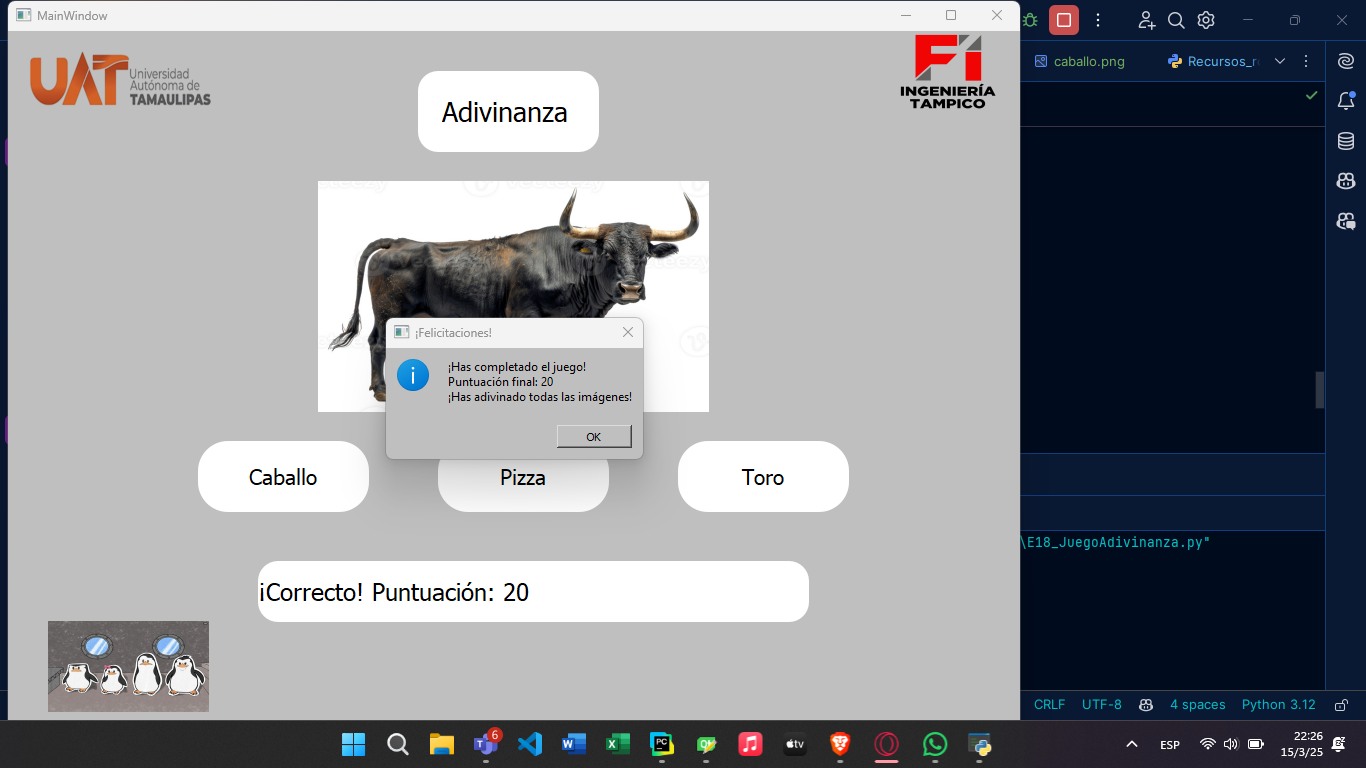 MainWindow
UAT
Universidad
Autónoma de
TAMAULIPAS
Adivinanza
Fi
INGENIERÍA
TAMPICO
caballo.png
Recursos_r
¡Felicitaciones!
¡Has completado el juego!
Puntuación final: 20
¡Has adivinado todas las imágenes!
OK
Caballo
Pizza
Toro
\E18_JuegoAdivinanza.py"
¡Correcto! Puntuación: 20
CRLF
UTF-8
4 spaces
Python 3.12
6
PC
tv
ESP
22:26
15/3/25